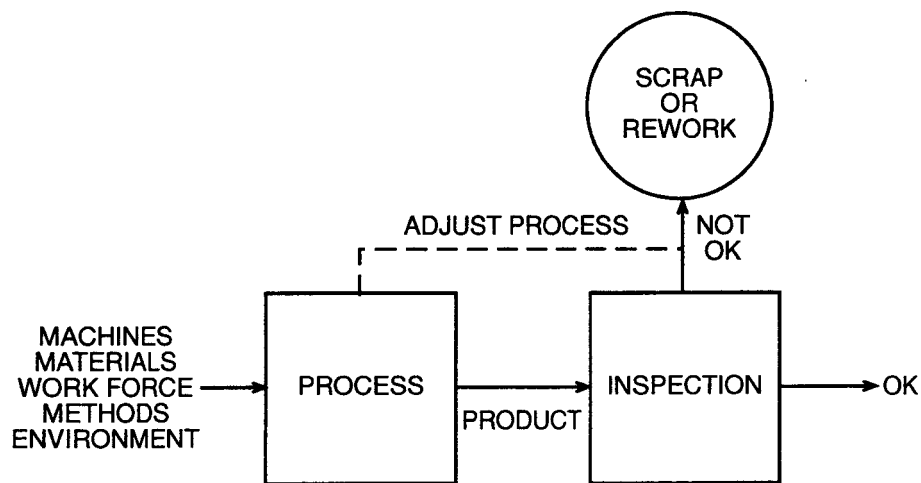 SCRAP
OR
REWORK
ADJUST PROCESS
NOT
OK
MACHINES
MATERIALS
WORK FORCE
METHODS
ENVIRONMENT
PROCESS
PRODUCT
INSPECTION
OK